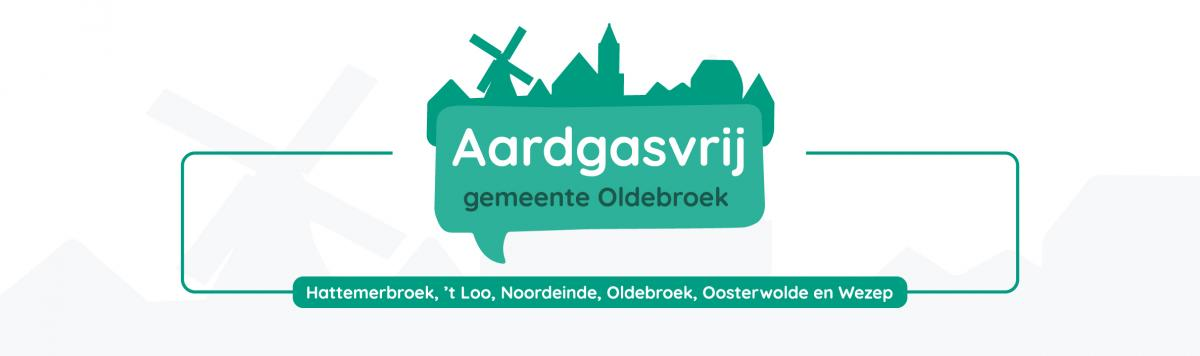 Aardgasvrij
gemeente Oldebroek
Hattemerbroek, ’t Loo, Noordeinde, Oldebroek, Oosterwolde en Wezep